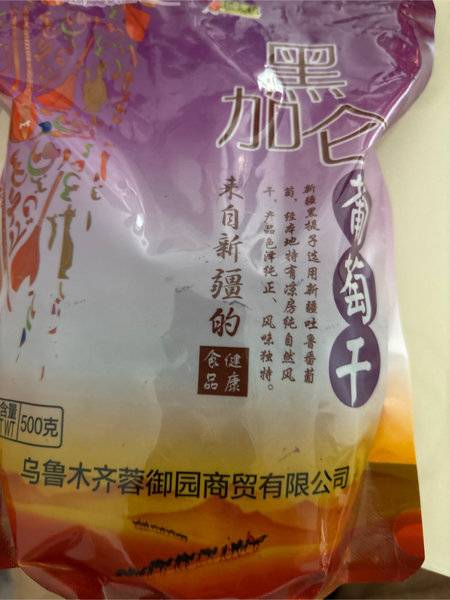 黑
加仑
葡萄干
新疆黑提子选用新疆吐鲁番葡
萄，经本地特有凉房纯自然风
干、产品色泽纯正、风味独特。
来自新疆的
健康
食品
含量
T WT
500克
乌鲁木齐蓉御园商贸有限公司